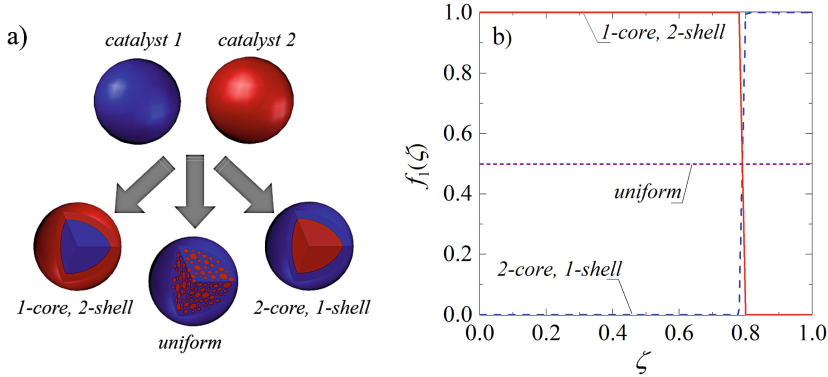 a)
catalyst 1 catalyst 2
1-core, 2-shell
uniform
2-core, 1-shell
b)
f₁(ζ)
1.0
0.8
0.6
0.4
0.2
0.0
1-core, 2-shell
uniform
2-core, 1-shell
0.0 0.2 0.4 0.6 0.8 1.0
ζ